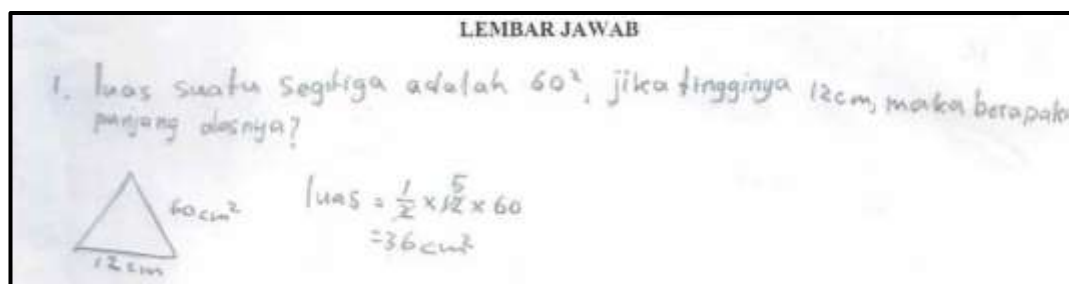 LEMBAR JAWAB
1. luas suatu segitiga adalah 60², jika tingginya 12cm, maka berapaka
panjang alasnya?
60cm²
12cm
luas = 1/2 × 12 5 × 60
=36cm²